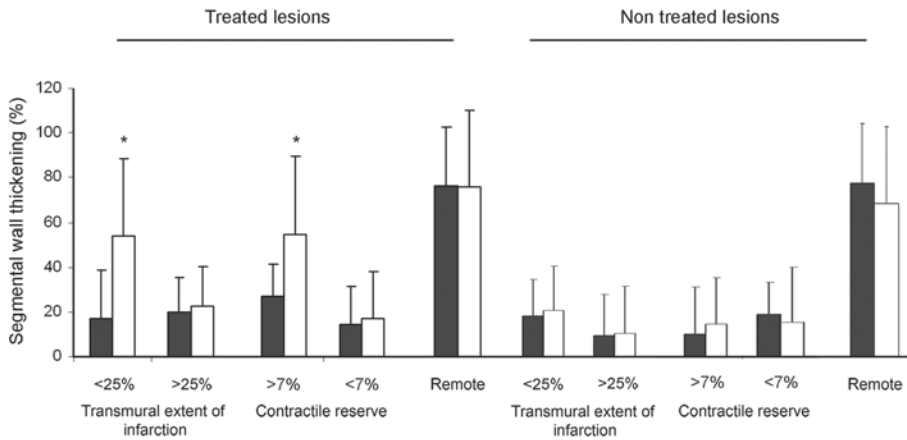 Treated lesions
Non treated lesions
Segmental wall thickening (%)
120
100
80
60
40
20
0
*
*
<25%
>25%
>7%
<7%
Remote
<25%
>25%
>7%
<7%
Remote
Transmural extent of
infarction
Contractile reserve
Transmural extent of
infarction
Contractile reserve